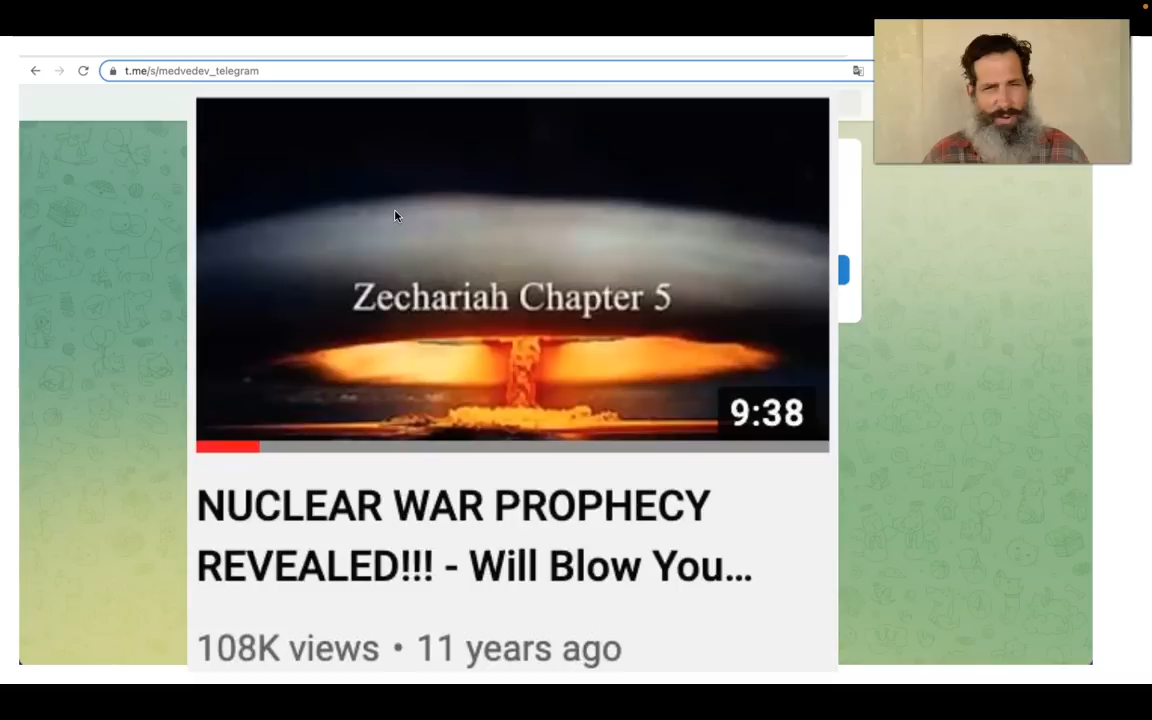 t.me/s/medvedev_telegram
Zechariah Chapter 5
9:38
NUCLEAR WAR PROPHECY
REVEALED!!! - Will Blow You...
108K views • 11 years ago